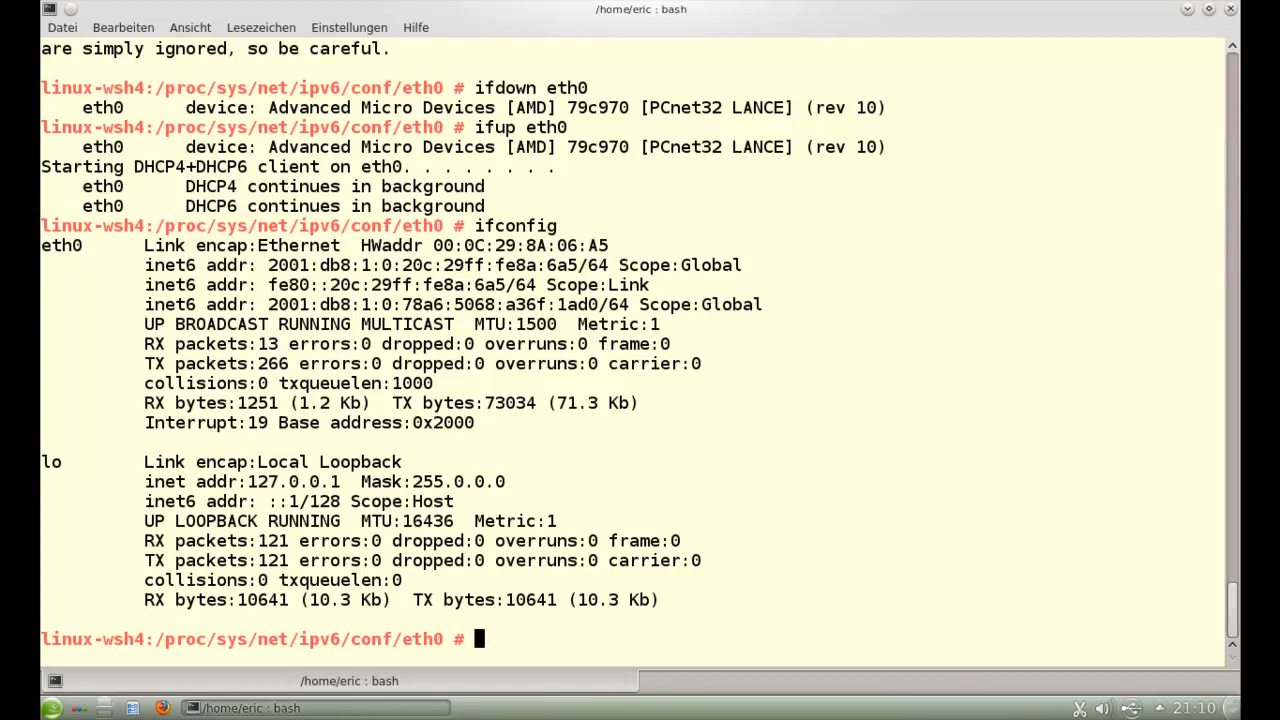 /home/eric : bash
Datei Bearbeiten Ansicht Lesezeichen Einstellungen Hilfe
are simply ignored, so be careful.
linux-wsh4:/proc/sys/net/ipv6/conf/eth0 # ifdown eth0
    eth0      device: Advanced Micro Devices [AMD] 79c970 [PCnet32 LANCE] (rev 10)
linux-wsh4:/proc/sys/net/ipv6/conf/eth0 # ifup eth0
    eth0      device: Advanced Micro Devices [AMD] 79c970 [PCnet32 LANCE] (rev 10)
Starting DHCP4+DHCP6 client on eth0. . . . . . . .
    eth0      DHCP4 continues in background
    eth0      DHCP6 continues in background
linux-wsh4:/proc/sys/net/ipv6/conf/eth0 # ifconfig
eth0      Link encap:Ethernet  HWaddr 00:0C:29:8A:06:A5
          inet6 addr: 2001:db8:1:0:20c:29ff:fe8a:6a5/64 Scope:Global
          inet6 addr: fe80::20c:29ff:fe8a:6a5/64 Scope:Link
          inet6 addr: 2001:db8:1:0:78a6:5068:a36f:1ad0/64 Scope:Global
          UP BROADCAST RUNNING MULTICAST  MTU:1500  Metric:1
          RX packets:13 errors:0 dropped:0 overruns:0 frame:0
          TX packets:266 errors:0 dropped:0 overruns:0 carrier:0
          collisions:0 txqueuelen:1000
          RX bytes:1251 (1.2 Kb)  TX bytes:73034 (71.3 Kb)
          Interrupt:19 Base address:0x2000
lo        Link encap:Local Loopback
          inet addr:127.0.0.1  Mask:255.0.0.0
          inet6 addr: ::1/128 Scope:Host
          UP LOOPBACK RUNNING  MTU:16436  Metric:1
          RX packets:121 errors:0 dropped:0 overruns:0 frame:0
          TX packets:121 errors:0 dropped:0 overruns:0 carrier:0
          collisions:0 txqueuelen:0
          RX bytes:10641 (10.3 Kb)  TX bytes:10641 (10.3 Kb)
linux-wsh4:/proc/sys/net/ipv6/conf/eth0 #
/home/eric : bash
/home/eric : bash 21:10